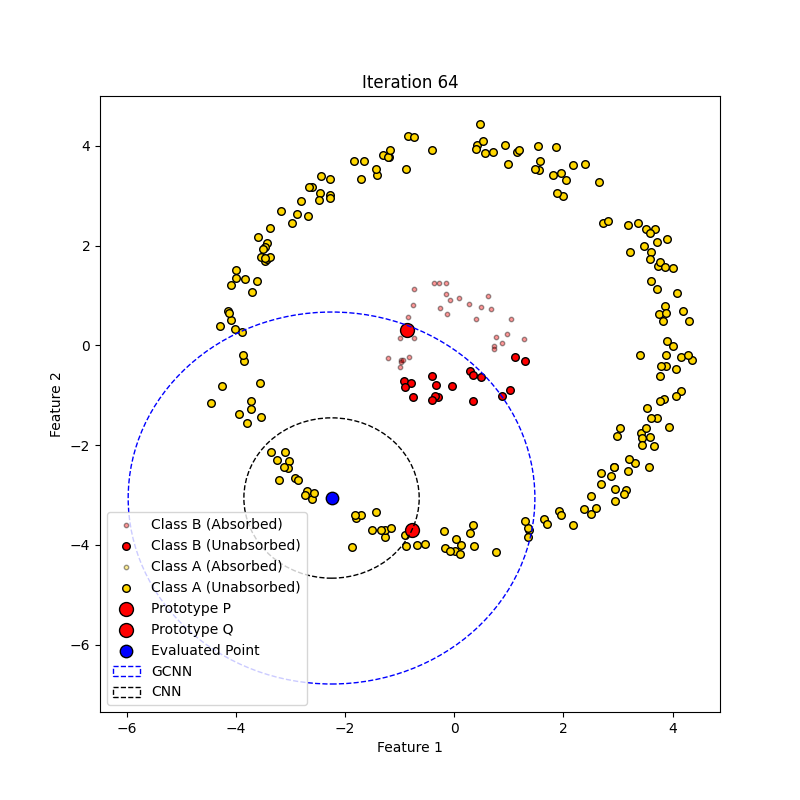 Iteration 64
4
2
0
−2
−4
−6
Feature 2
Class B (Absorbed)
Class B (Unabsorbed)
Class A (Absorbed)
Class A (Unabsorbed)
Prototype P
Prototype Q
Evaluated Point
GCNN
CNN
−6 −4 −2 0 2 4
Feature 1